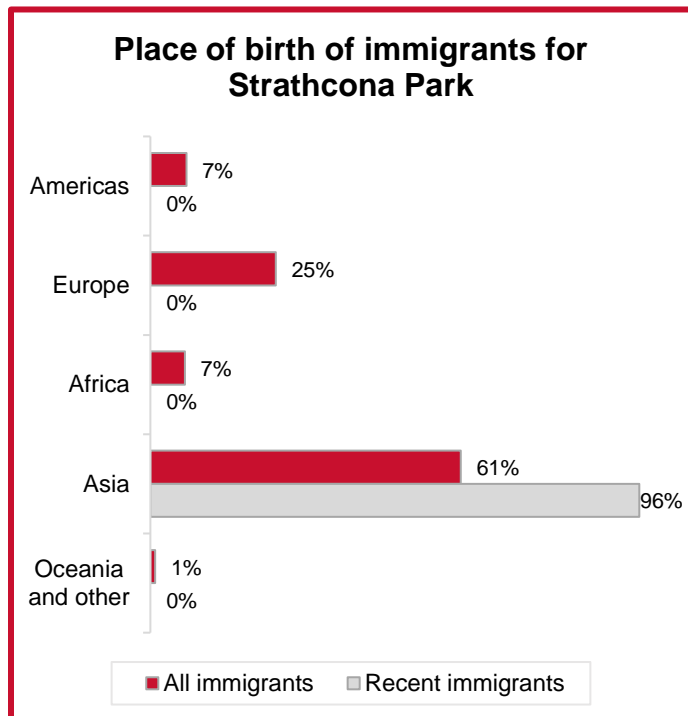 Place of birth of immigrants for
Strathcona Park
Americas
7%
0%
Europe
25%
0%
Africa
7%
0%
Asia
61%
96%
Oceania
and other
1%
0%
All immigrants
Recent immigrants